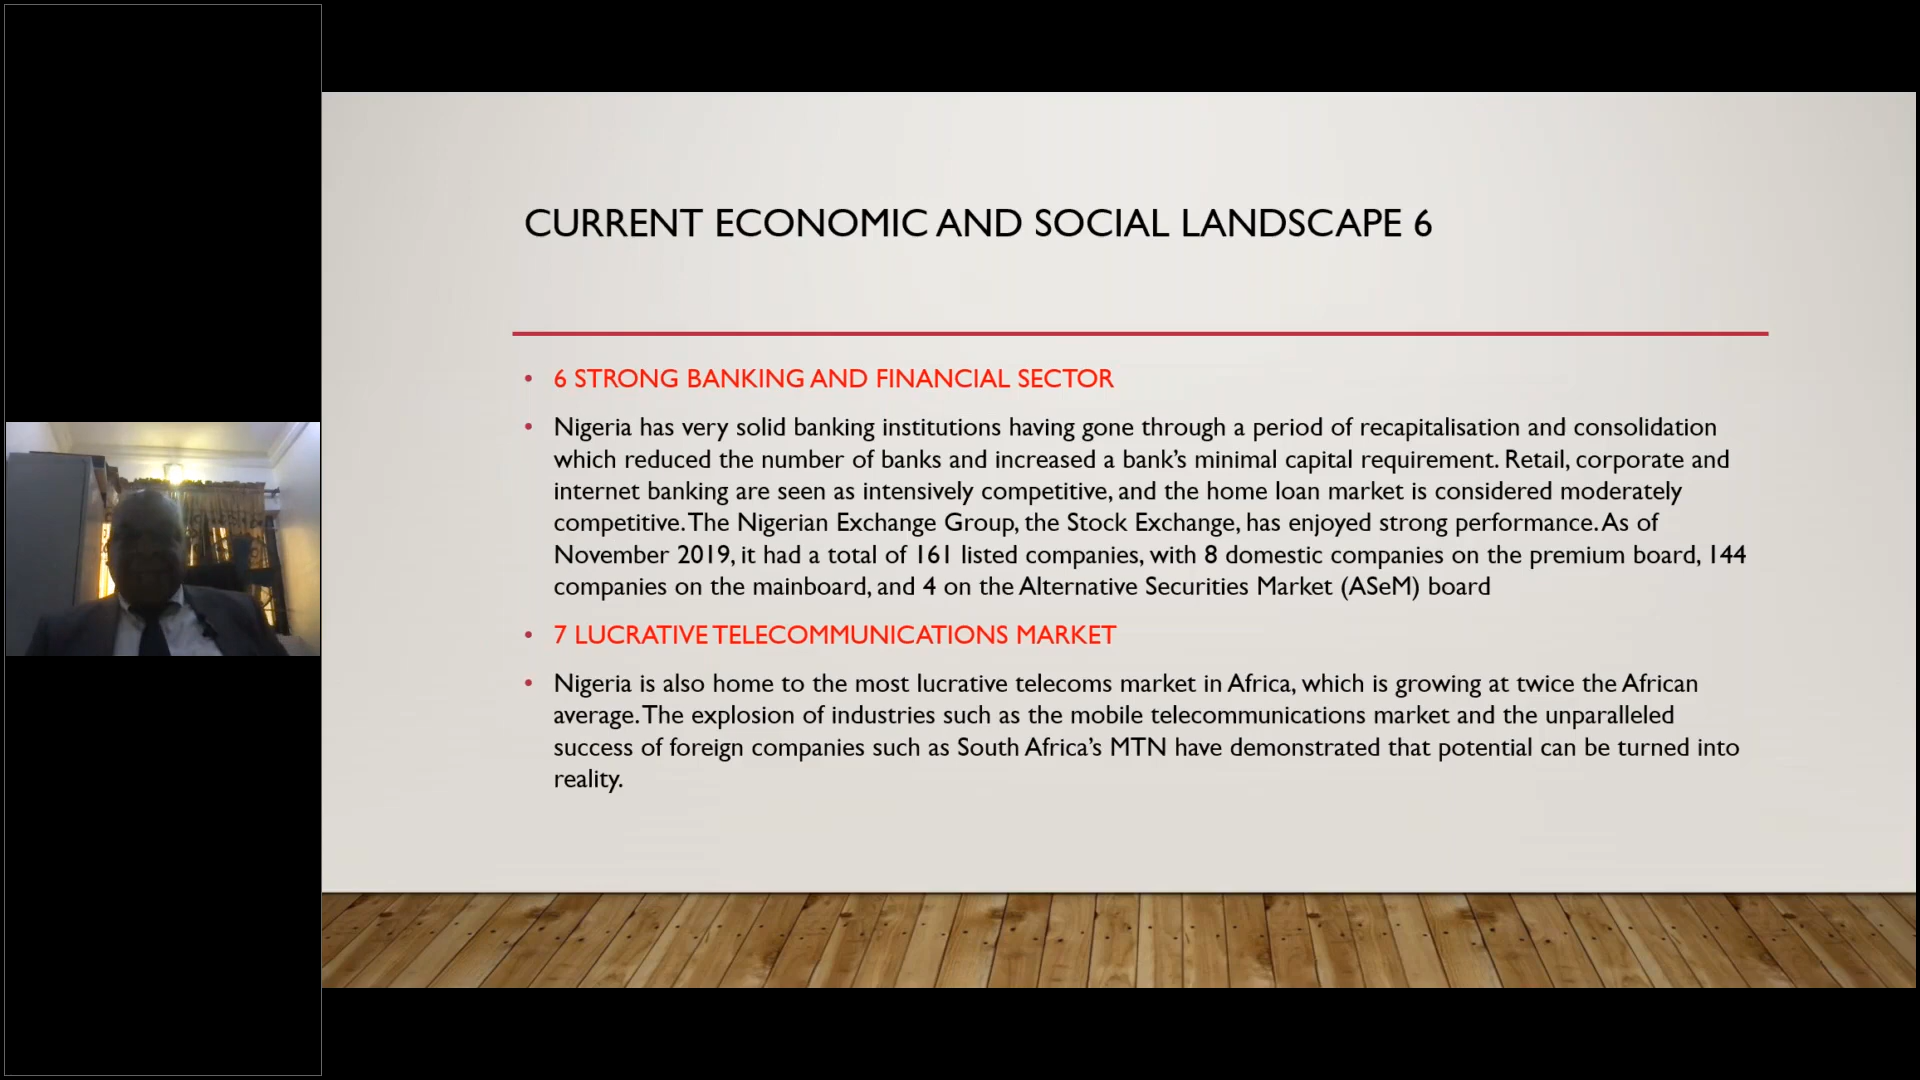 CURRENT ECONOMIC AND SOCIAL LANDSCAPE 6
• 6 STRONG BANKING AND FINANCIAL SECTOR
• Nigeria has very solid banking institutions having gone through a period of recapitalisation and consolidation
which reduced the number of banks and increased a bank’s minimal capital requirement. Retail, corporate and
internet banking are seen as intensively competitive, and the home loan market is considered moderately
competitive. The Nigerian Exchange Group, the Stock Exchange, has enjoyed strong performance. As of
November 2019, it had a total of 161 listed companies, with 8 domestic companies on the premium board, 144
companies on the mainboard, and 4 on the Alternative Securities Market (ASeM) board
• 7 LUCRATIVE TELECOMMUNICATIONS MARKET
• Nigeria is also home to the most lucrative telecoms market in Africa, which is growing at twice the African
average. The explosion of industries such as the mobile telecommunications market and the unparalleled
success of foreign companies such as South Africa’s MTN have demonstrated that potential can be turned into
reality.